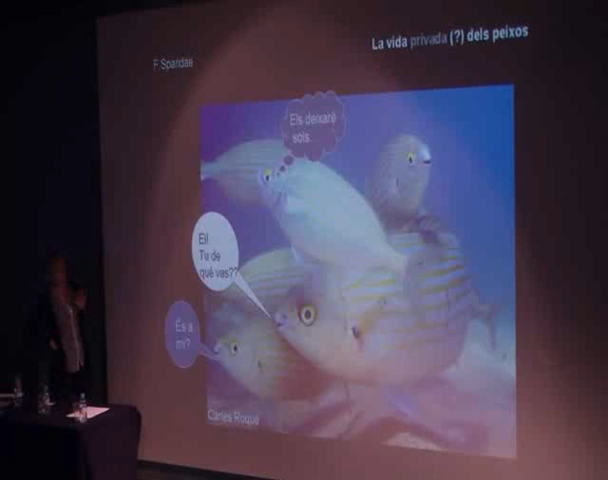 La vida privada (?) dels peixos
F. Sparidae
Els deixaré
sols.
Ei!
Tu de
què vas??
És a
mi?
Carles Roque